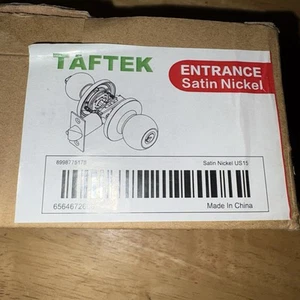 TAFTEK
ENTRANCE
Satin Nickel
Satin Nickel US15
Made In China